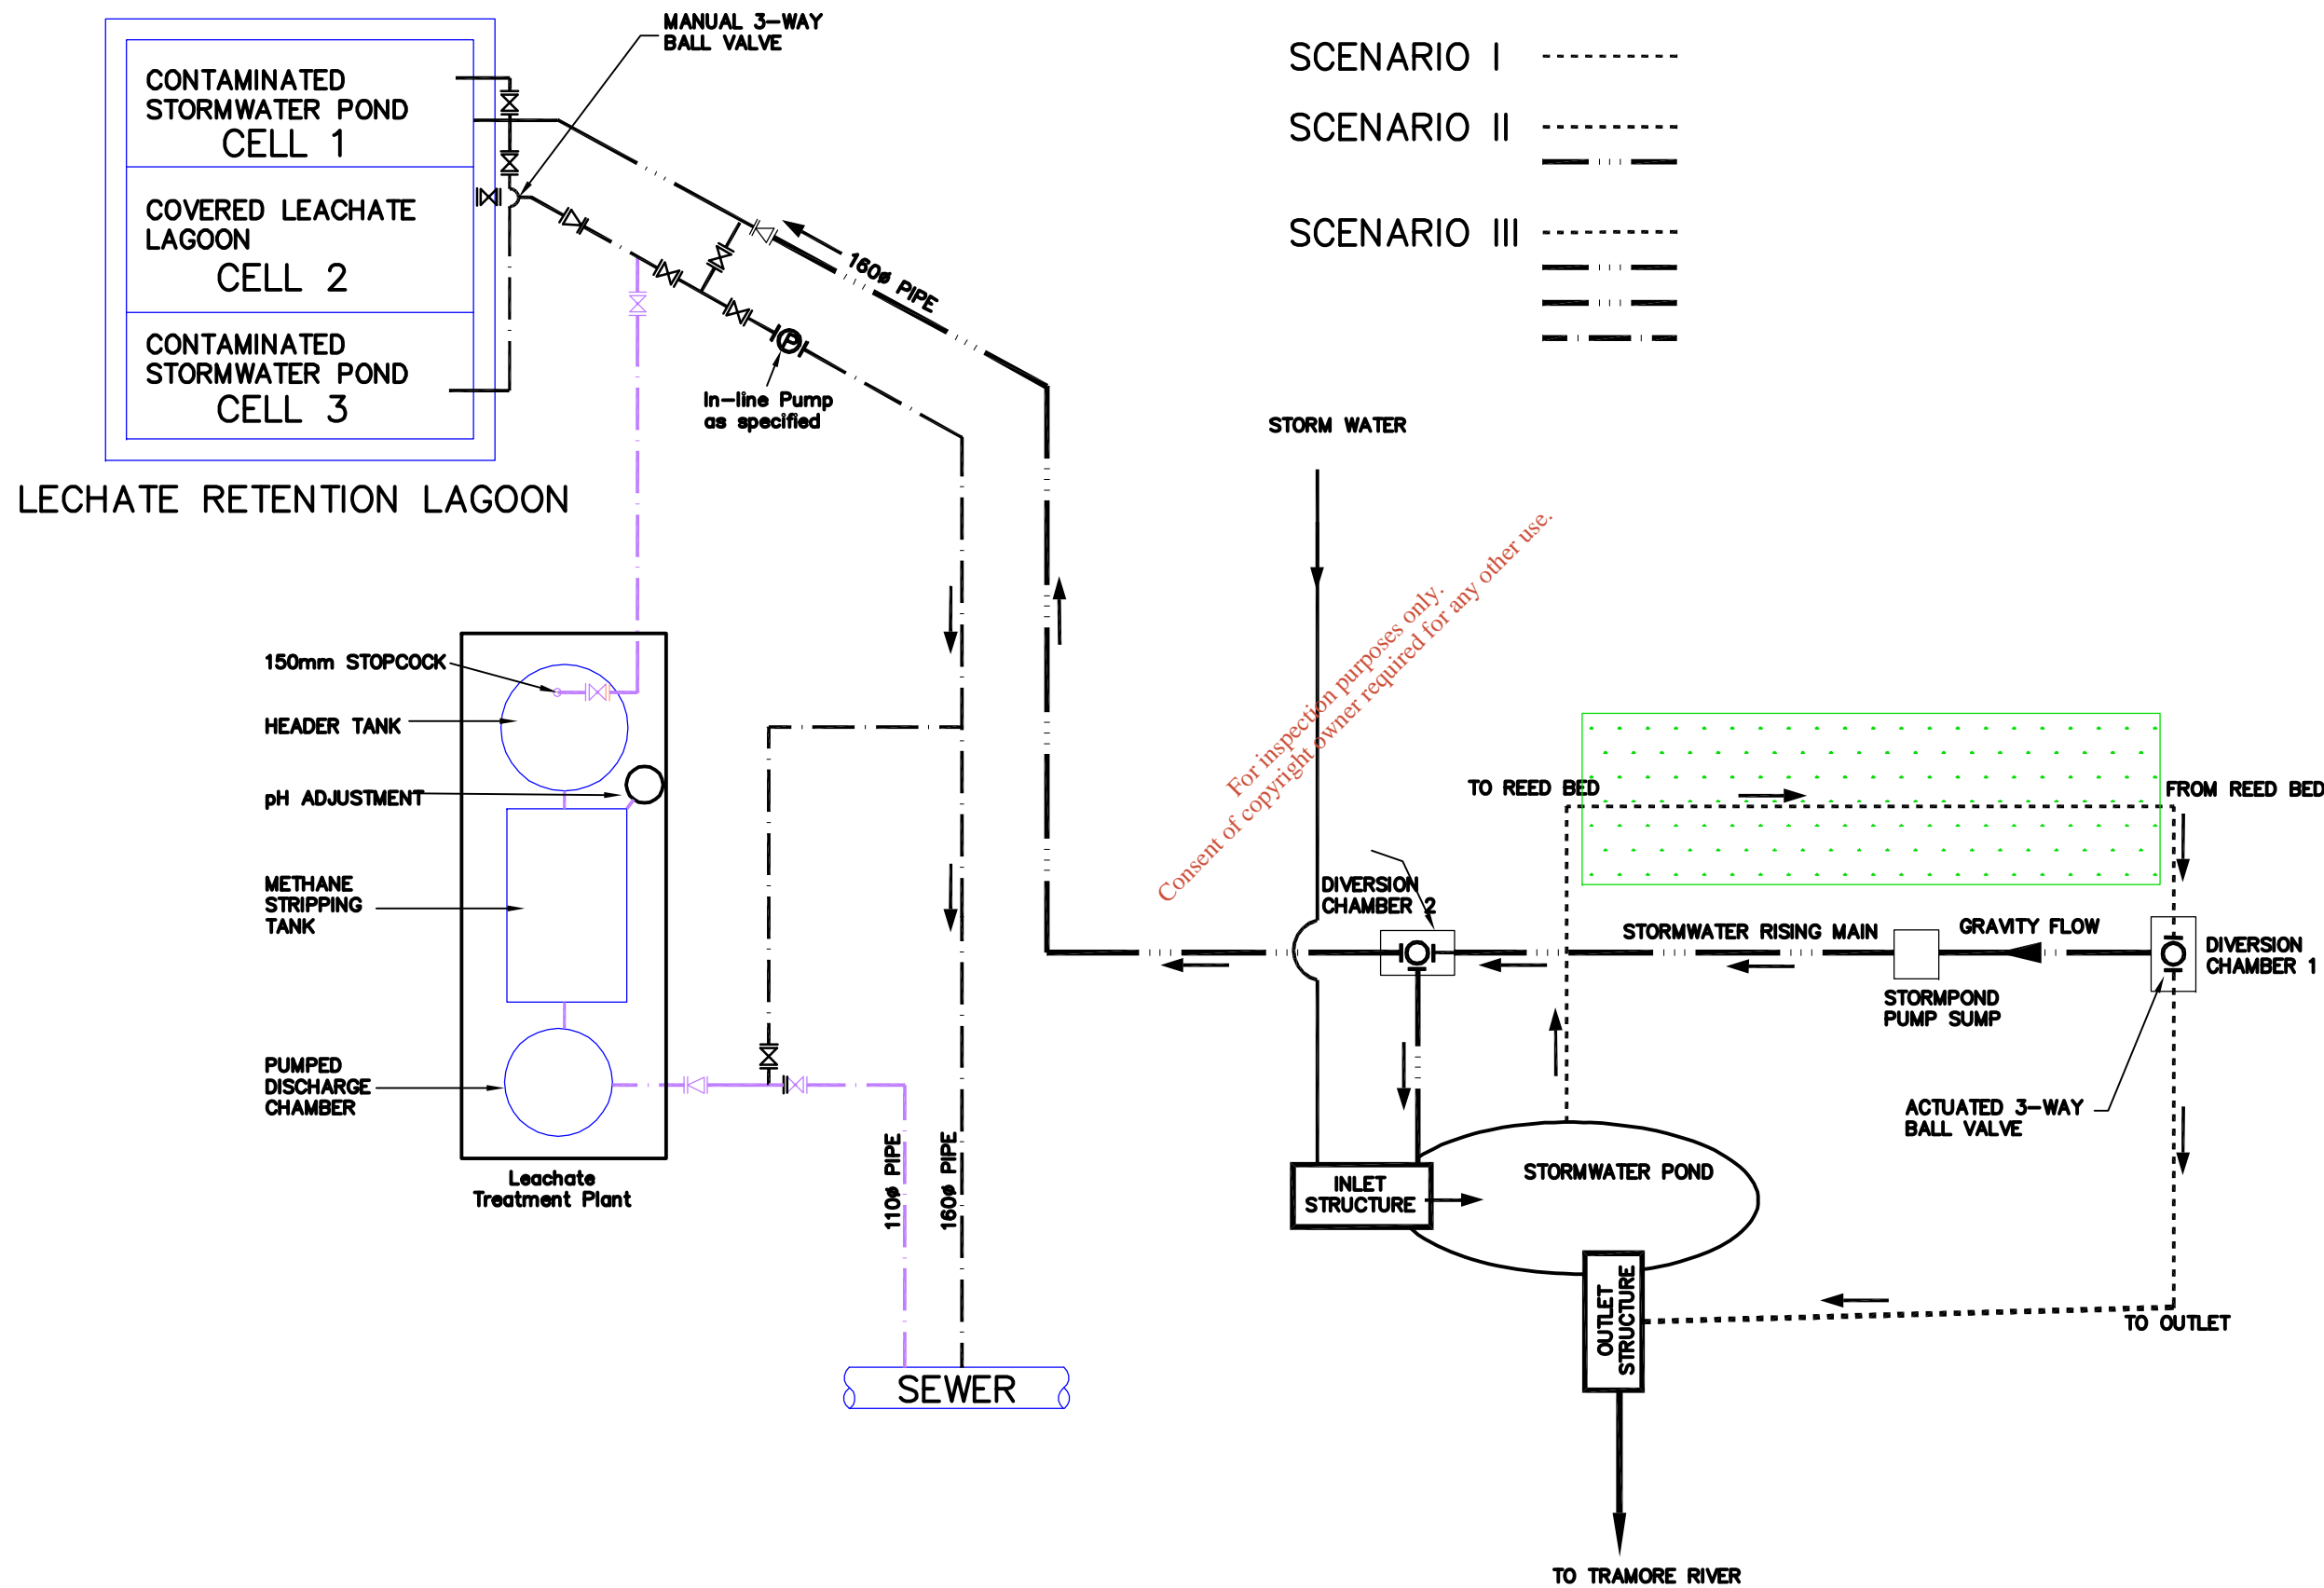 MANUAL 3-WAY
BALL VALVE
CONTAMINATED
STORMWATER POND
CELL 1
COVERED LEACHATE
LAGOON
CELL 2
CONTAMINATED
STORMWATER POND
CELL 3
LECHATE RETENTION LAGOON
160ø PIPE
P
In-line Pump
as specified
SCENARIO I
SCENARIO II
SCENARIO III
STORM WATER
For inspection purposes only.
Consent of copyright owner required for any other use.
150mm STOPCOCK
HEADER TANK
pH ADJUSTMENT
METHANE
STRIPPING
TANK
PUMPED
DISCHARGE
CHAMBER
Leachate
Treatment Plant
110ø PIPE
160ø PIPE
SEWER
TO REED BED
FROM REED BED
DIVERSION
CHAMBER 2
STORMWATER RISING MAIN
GRAVITY FLOW
DIVERSION
CHAMBER 1
STORMPOND
PUMP SUMP
ACTUATED 3-WAY
BALL VALVE
STORMWATER POND
INLET
STRUCTURE
OUTLET
STRUCTURE
TO OUTLET
TO TRAMORE RIVER